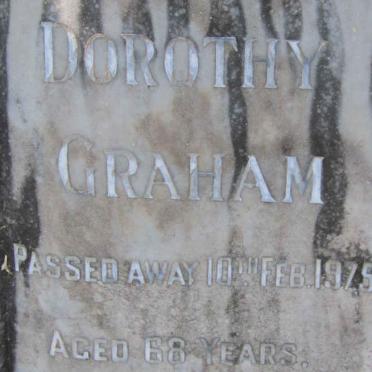 DOROTHY
GRAHAM
PASSED AWAY 10TH FEB. 1975
AGED 68 YEARS.